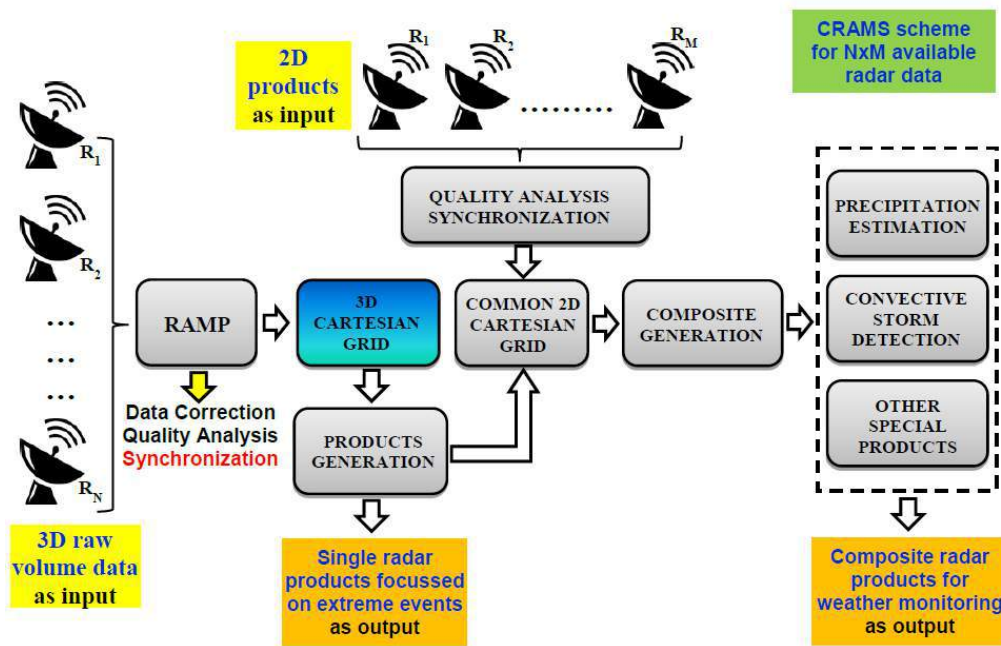 2D
products
as input
R1
R2
RM
.........
CRAMS scheme
for NxM available
radar data
R1
R2
...
...
...
RN
3D raw
volume data
as input
QUALITY ANALYSIS
SYNCHRONIZATION
RAMP
Data Correction
Quality Analysis
Synchronization
3D
CARTESIAN
GRID
COMMON 2D
CARTESIAN
GRID
COMPOSITE
GENERATION
PRODUCTS
GENERATION
PRECIPITATION
ESTIMATION
CONVECTIVE
STORM
DETECTION
OTHER
SPECIAL
PRODUCTS
Single radar
products focussed
on extreme events
as output
Composite radar
products for
weather monitoring
as output